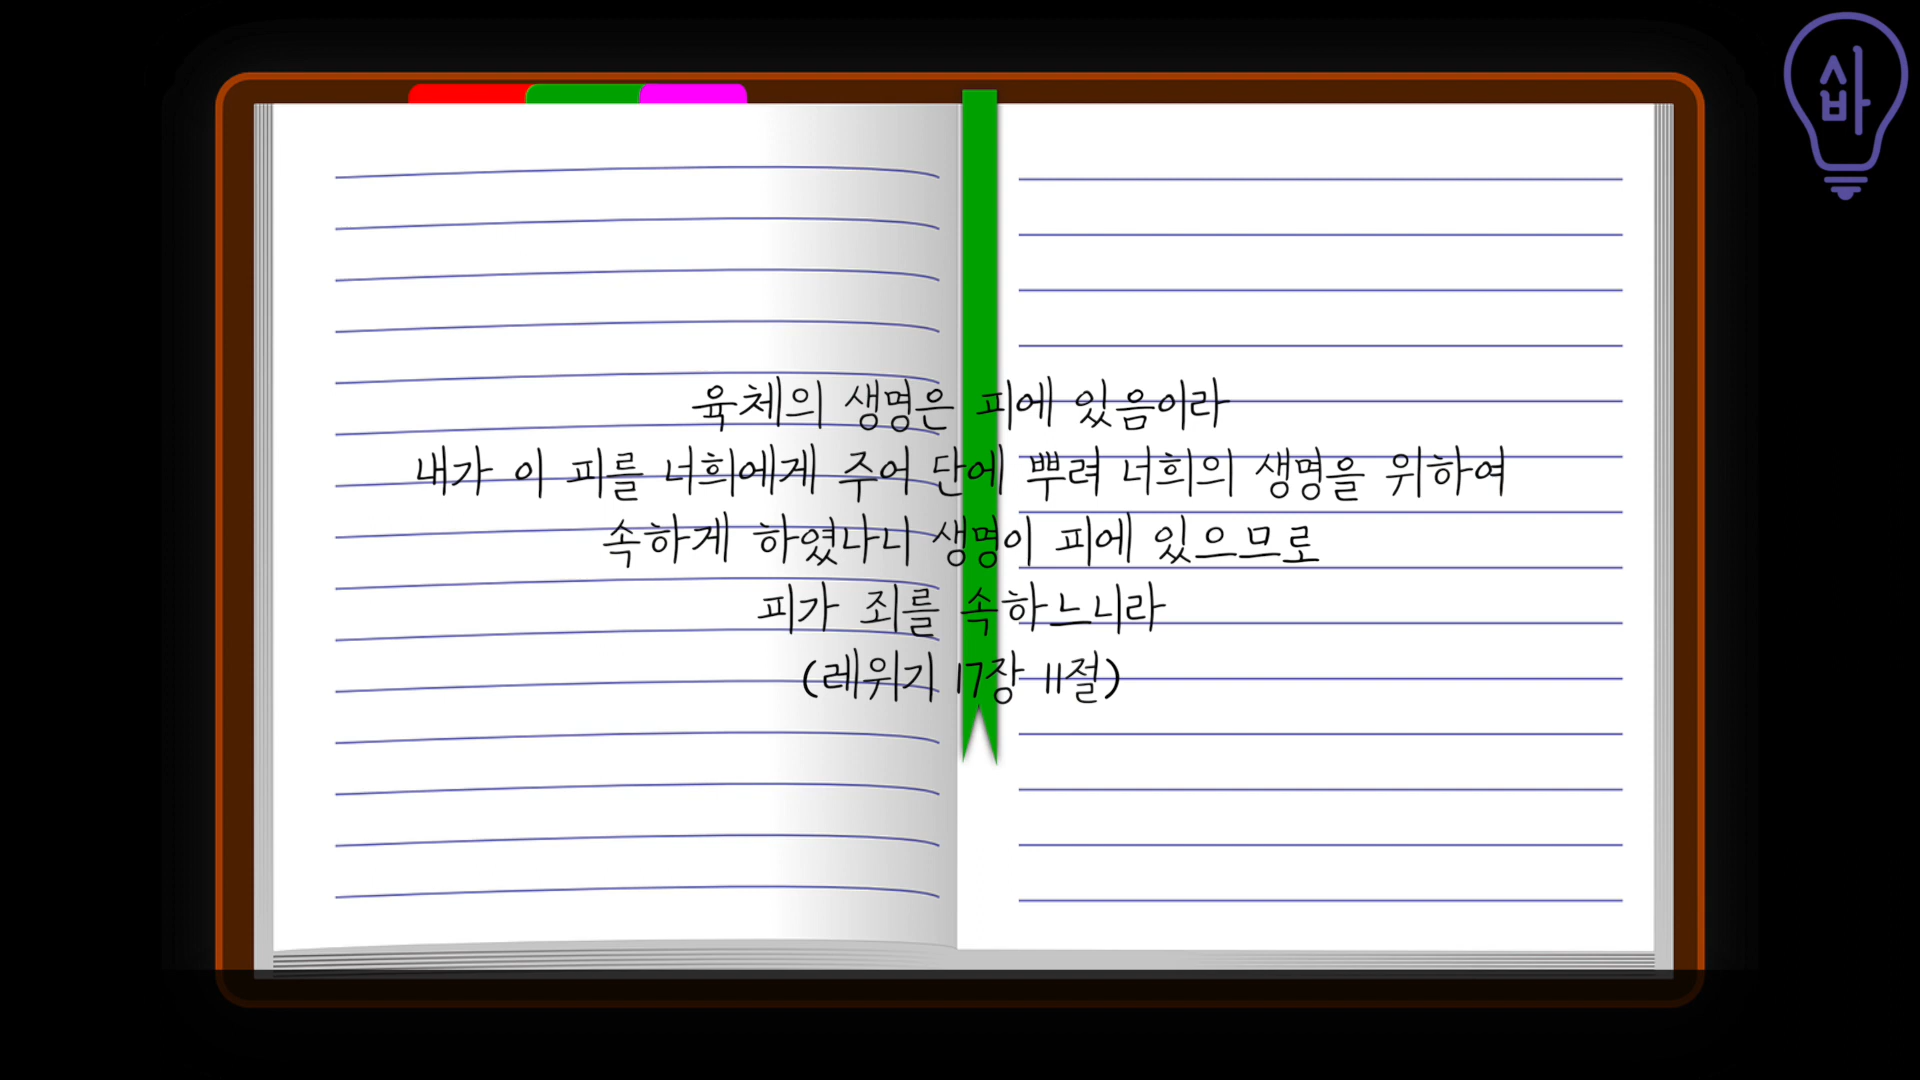 십
바
육체의 생명은 피에 있음이라
내가 이 피를 너희에게 주어 단에 뿌려 너희의 생명을 위하여
속하게 하였나니 생명이 피에 있으므로
피가 죄를 속하느니라
(레위기 17장 11절)